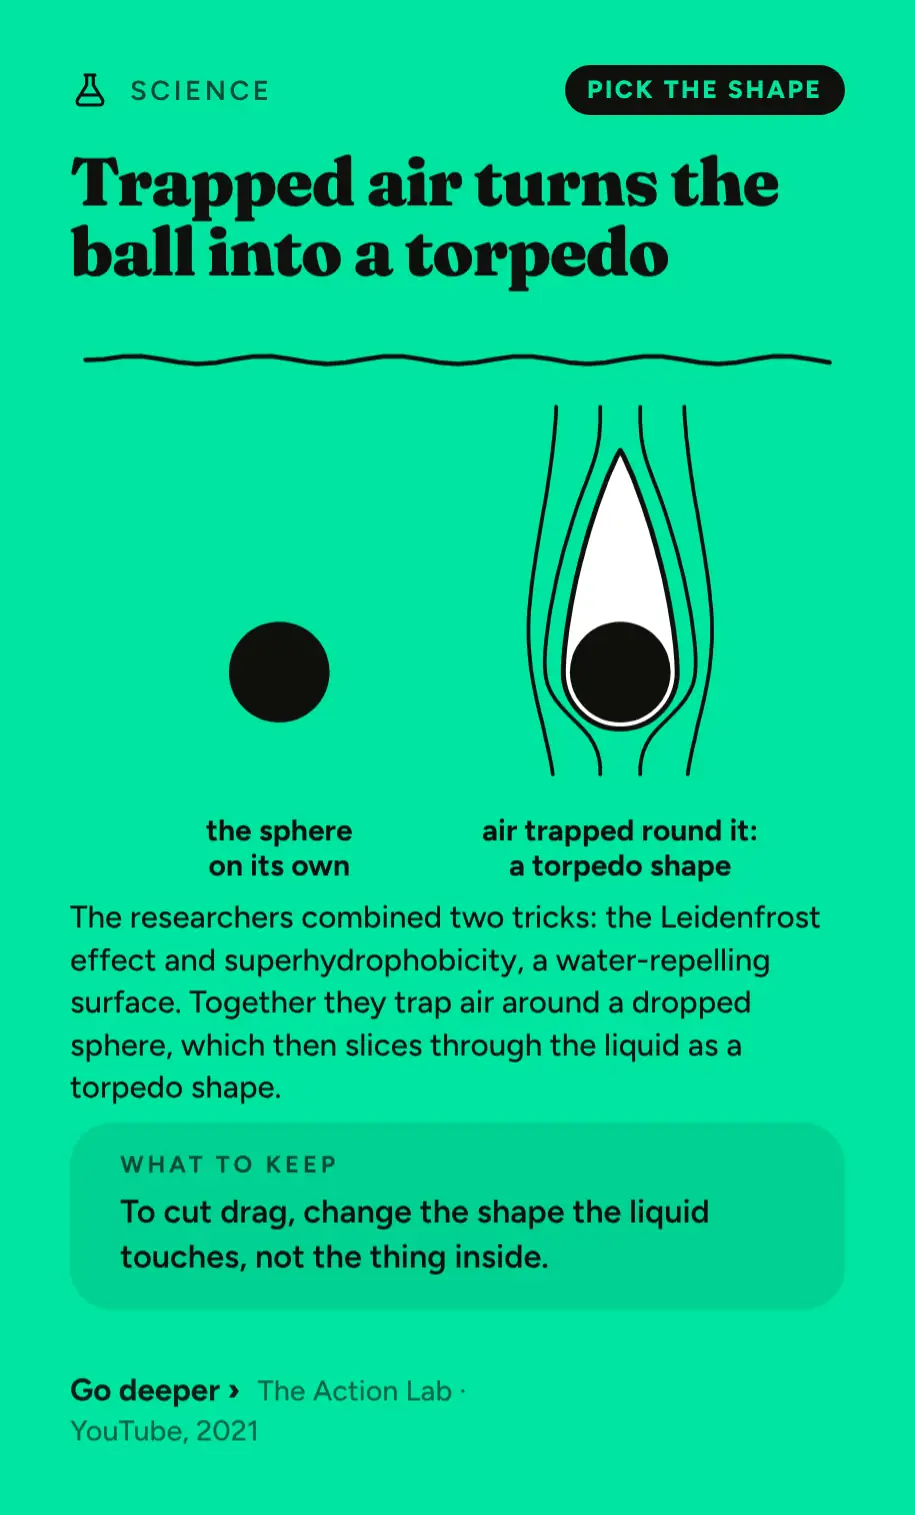 SCIENCE
PICK THE SHAPE
Trapped air turns the
ball into a torpedo
the sphere
on its own
air trapped round it:
a torpedo shape
The researchers combined two tricks: the Leidenfrost
effect and superhydrophobicity, a water-repelling
surface. Together they trap air around a dropped
sphere, which then slices through the liquid as a
torpedo shape.
WHAT TO KEEP
To cut drag, change the shape the liquid
touches, not the thing inside.
Go deeper › The Action Lab ·
YouTube, 2021